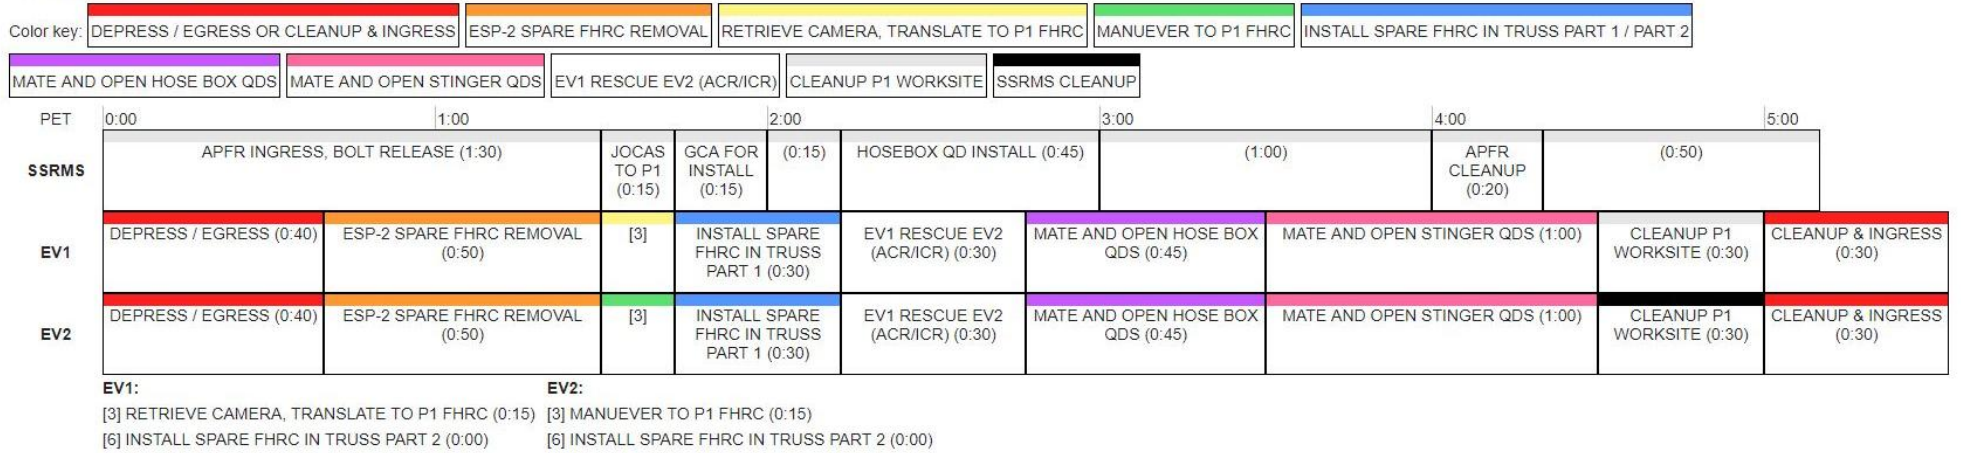 Color key: DEPRESS / EGRESS OR CLEANUP & INGRESS ESP-2 SPARE FHRC REMOVAL RETRIEVE CAMERA, TRANSLATE TO P1 FHRC MANUEVER TO P1 FHRC INSTALL SPARE FHRC IN TRUSS PART 1 / PART 2
MATE AND OPEN HOSE BOX QDS MATE AND OPEN STINGER QDS EV1 RESCUE EV2 (ACR/ICR) CLEANUP P1 WORKSITE SSRMS CLEANUP
PET 0:00 1:00 2:00 3:00 4:00 5:00
SSRMS
APFR INGRESS, BOLT RELEASE (1:30)
JOCAS
TO P1
(0:15)
GCA FOR
INSTALL
(0:15)
(0:15)
HOSEBOX QD INSTALL (0:45)
(1:00)
APFR
CLEANUP
(0:20)
(0:50)
EV1
DEPRESS / EGRESS (0:40)
ESP-2 SPARE FHRC REMOVAL
(0:50)
[3]
INSTALL SPARE
FHRC IN TRUSS
PART 1 (0:30)
EV1 RESCUE EV2
(ACR/ICR) (0:30)
MATE AND OPEN HOSE BOX
QDS (0:45)
MATE AND OPEN STINGER QDS (1:00)
CLEANUP P1
WORKSITE (0:30)
CLEANUP & INGRESS
(0:30)
EV2
DEPRESS / EGRESS (0:40)
ESP-2 SPARE FHRC REMOVAL
(0:50)
[3]
INSTALL SPARE
FHRC IN TRUSS
PART 1 (0:30)
EV1 RESCUE EV2
(ACR/ICR) (0:30)
MATE AND OPEN HOSE BOX
QDS (0:45)
MATE AND OPEN STINGER QDS (1:00)
CLEANUP P1
WORKSITE (0:30)
CLEANUP & INGRESS
(0:30)
EV1:
[3] RETRIEVE CAMERA, TRANSLATE TO P1 FHRC (0:15)
[6] INSTALL SPARE FHRC IN TRUSS PART 2 (0:00)
EV2:
[3] MANUEVER TO P1 FHRC (0:15)
[6] INSTALL SPARE FHRC IN TRUSS PART 2 (0:00)